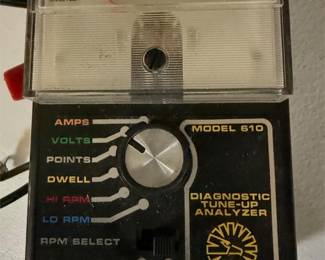 AMPS
MODEL 610
VOLTS
POINTS
DWELL
HI RPM
LO RPM
DIAGNOSTIC
TUNE-UP
ANALYZER
RPM SELECT